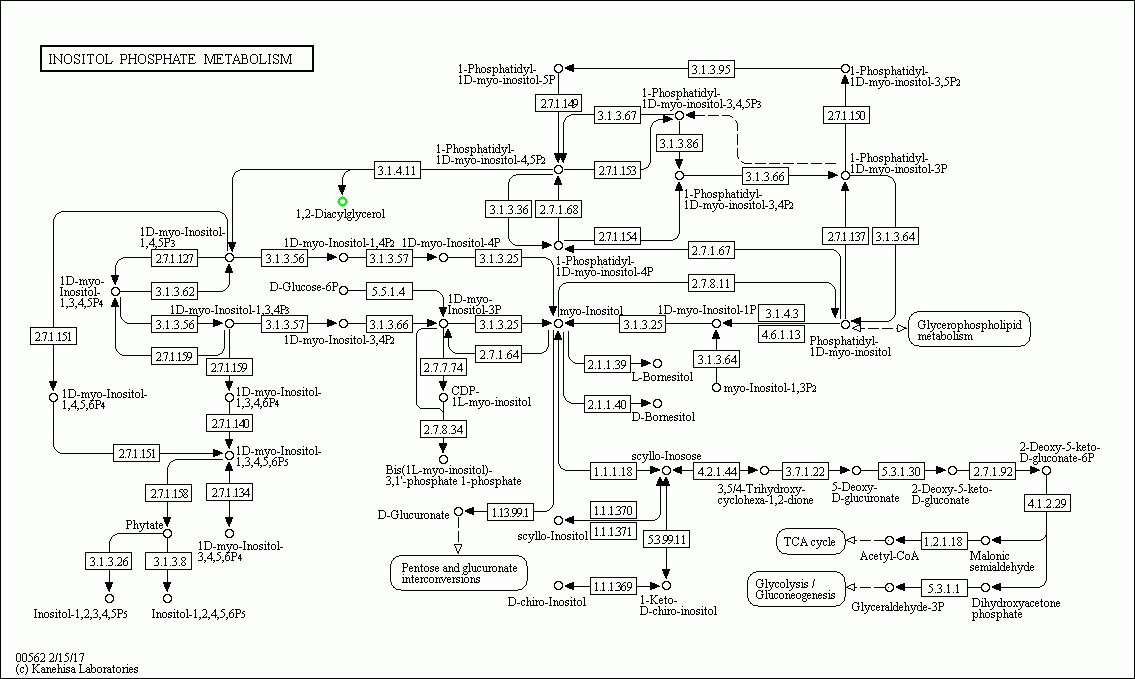 INOSITOL PHOSPHATE METABOLISM
1-Phosphatidyl-
1D-myo-inositol-5P
3.1.3.95
1-Phosphatidyl-
1D-myo-inositol-3,5P2
2.7.1.149
1-Phosphatidyl-
1D-myo-inositol-3,4,5P3
3.1.3.67
2.7.1.150
3.1.3.86
1-Phosphatidyl-
1D-myo-inositol-4,5P2
3.1.4.11
2.7.1.153
3.1.3.66
1-Phosphatidyl-
1D-myo-inositol-3P
1-Phosphatidyl-
1D-myo-inositol-3,4P2
1,2-Diacylglycerol
3.1.3.36
2.7.1.68
2.7.1.154
2.7.1.137
3.1.3.64
1D-myo-Inositol-
1,4,5P3
1D-myo-Inositol-1,4P2
1D-myo-Inositol-4P
2.7.1.67
2.7.1.127
3.1.3.56
3.1.3.57
3.1.3.25
1-Phosphatidyl-
1D-myo-inositol-4P
1D-myo-
Inositol-
1,3,4,5P4
3.1.3.62
D-Glucose-6P
5.5.1.4
2.7.8.11
1D-myo-Inositol-1,3,4P3
1D-myo-
Inositol-3P
myo-Inositol
1D-myo-Inositol-1P
3.1.4.3
3.1.3.56
3.1.3.57
3.1.3.66
3.1.3.25
3.1.3.25
4.6.1.13
Glycerophospholipid
metabolism
2.7.1.151
1D-myo-Inositol-3,4P2
Phosphatidyl-
1D-myo-inositol
2.7.1.159
2.7.1.159
2.7.1.64
2.7.7.74
2.1.1.39
L-Bornesitol
3.1.3.64
myo-Inositol-1,3P2
1D-myo-Inositol-
1,4,5,6P4
1D-myo-Inositol-
1,3,4,6P4
CDP-
1L-myo-inositol
2.1.1.40
D-Bornesitol
2.7.1.140
2.7.8.34
2.7.1.151
1D-myo-Inositol-
1,3,4,5,6P5
Bis(1L-myo-inositol)-
3,1'-phosphate 1-phosphate
scyllo-Inosose
1.1.1.18
4.2.1.44
3.7.1.22
5.3.1.30
2.7.1.92
2-Deoxy-5-keto-
D-gluconate-6P
3,5/4-Trihydroxy-
cyclohexa-1,2-dione
5-Deoxy-
D-glucuronate
2-Deoxy-5-keto-
D-gluconate
2.7.1.158
2.7.1.134
4.1.2.29
D-Glucuronate
1.13.99.1
1.1.1.370
1.1.1.371
scyllo-Inositol
Phytate
5.3.99.11
TCA cycle
Acetyl-CoA
1.2.1.18
Malonic
semialdehyde
1D-myo-Inositol-
3,4,5,6P4
3.1.3.26
3.1.3.8
Pentose and glucuronate
interconversions
D-chiro-Inositol
1.1.1.369
1-Keto-
D-chiro-inositol
Glycolysis /
Gluconeogenesis
Glyceraldehyde-3P
5.3.1.1
Dihydroxyacetone
phosphate
Inositol-1,2,3,4,5P5
Inositol-1,2,4,5,6P5
00562 2/15/17
(c) Kanehisa Laboratories